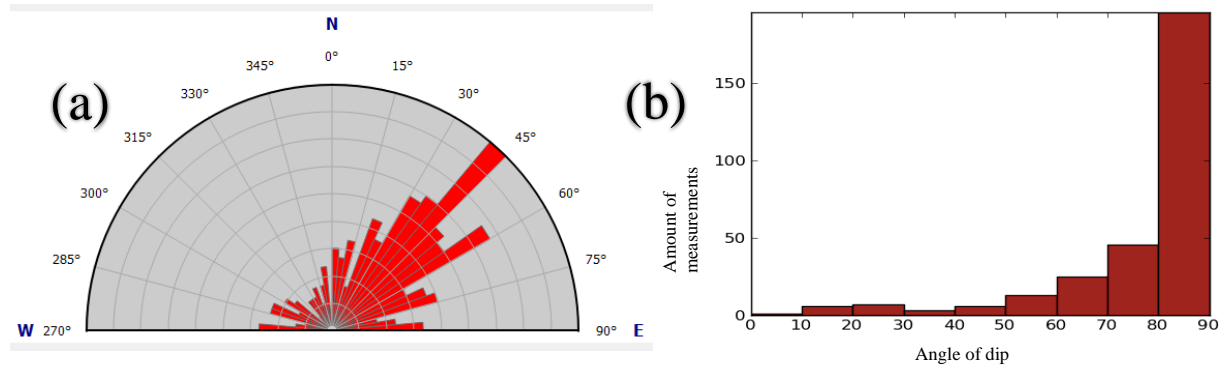 (a)
N
0°
345°
15°
330°
30°
315°
45°
300°
60°
285°
75°
W 270°
90° E
(b)
150
100
50
0
0 10 20 30 40 50 60 70 80 90
Amount of
measurements
Angle of dip